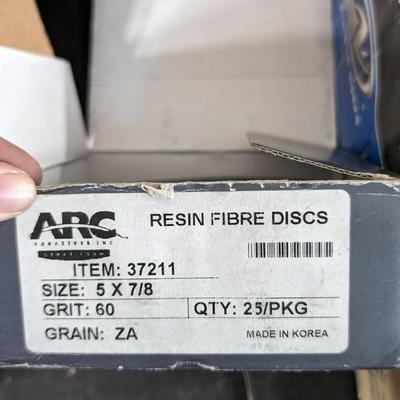 ARC
ABRASIVES INC
RESIN FIBRE DISCS
ITEM: 37211
SIZE: 5 X 7/8
GRIT: 60
QTY: 25/PKG
GRAIN: ZA
MADE IN KOREA